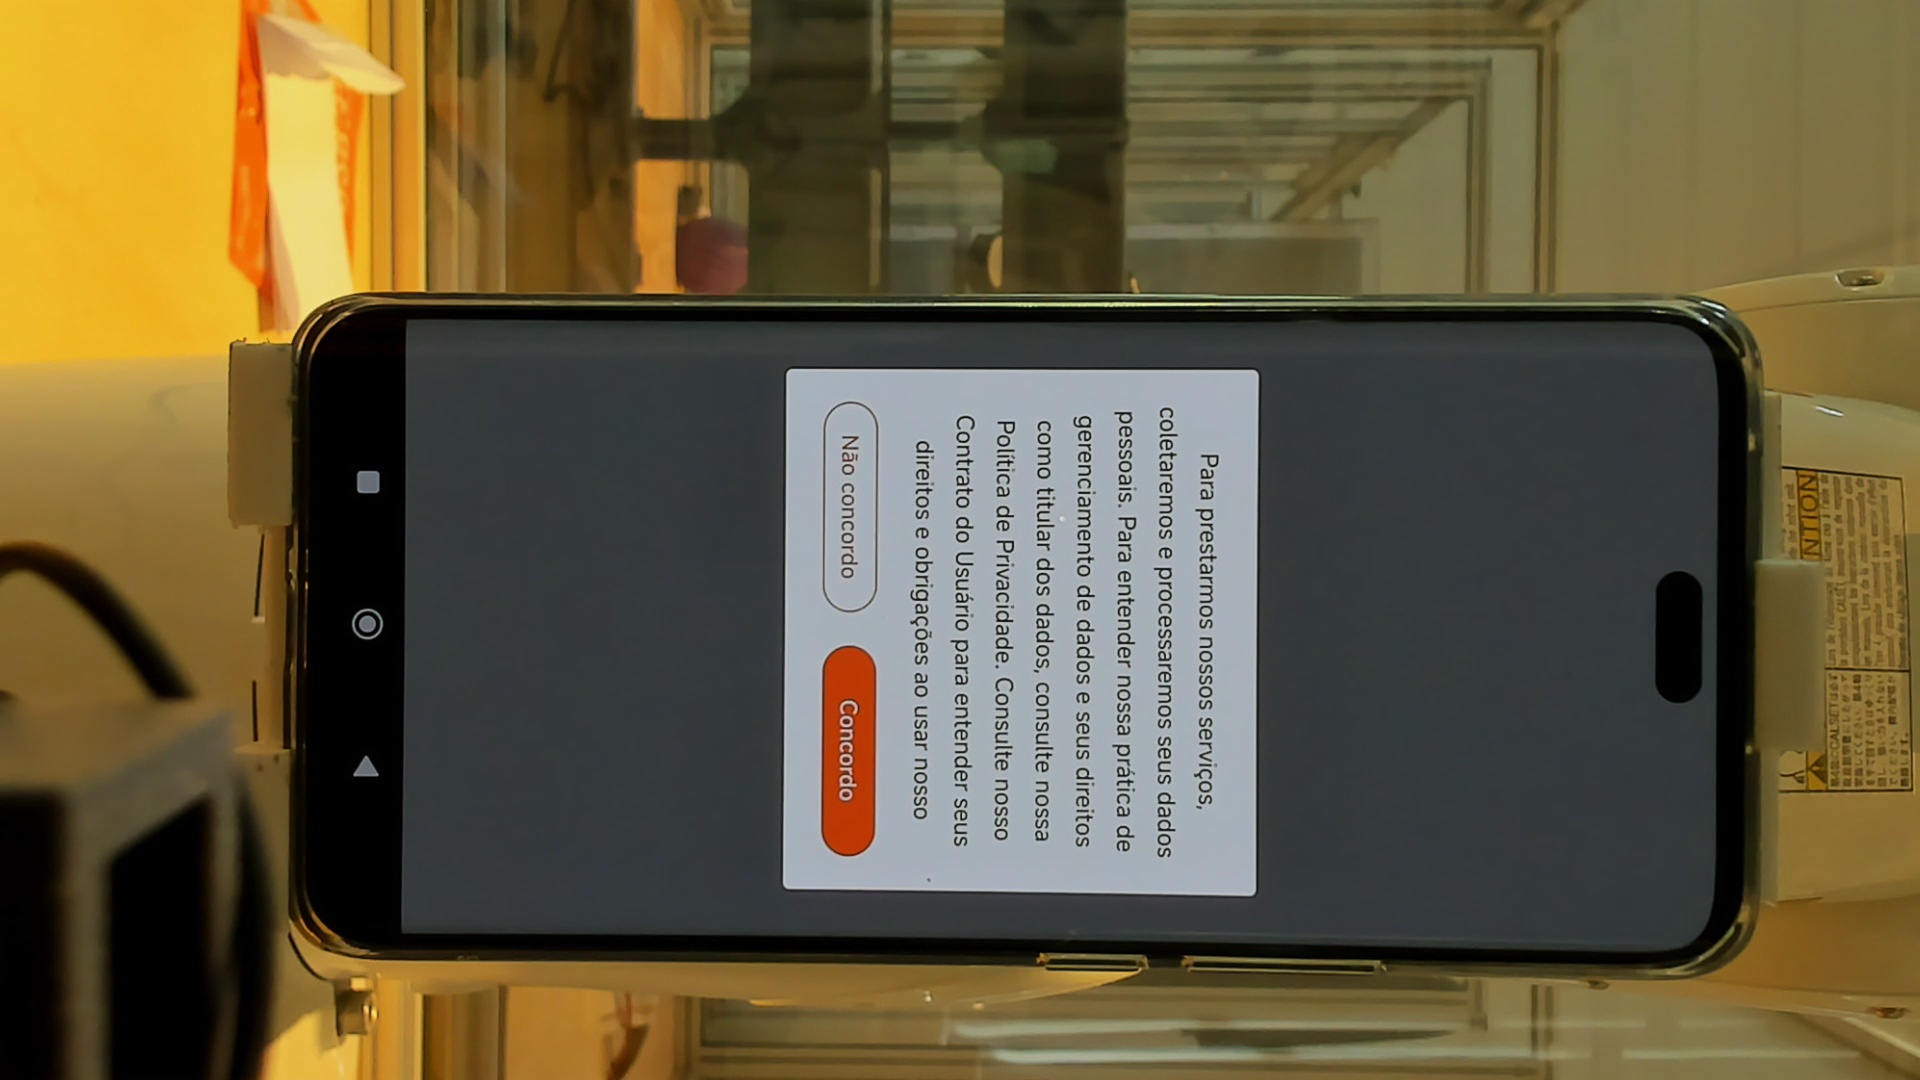 Para prestarmos nossos serviços,
coletaremos e processaremos seus dados
pessoais. Para entender nossa prática de
gerenciamento de dados e seus direitos
como titular dos dados, consulte nossa
Política de Privacidade. Consulte nosso
Contrato do Usuário para entender seus
direitos e obrigações ao usar nosso
Não concordo
Concordo